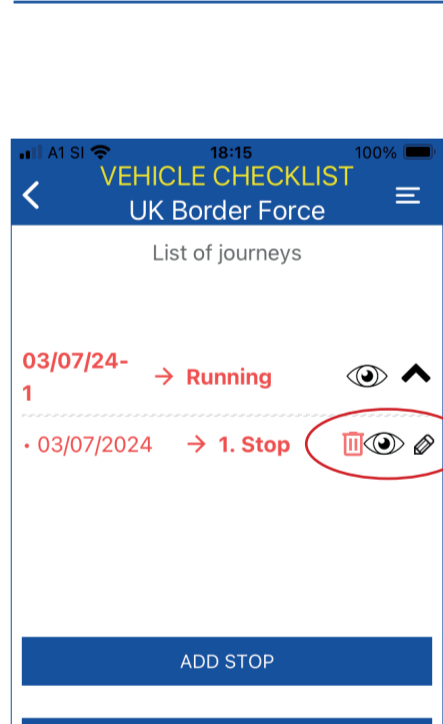 A1 SI 18:15 100%
VEHICLE CHECKLIST
UK Border Force
List of journeys
03/07/24-
1 → Running
• 03/07/2024 → 1. Stop
ADD STOP